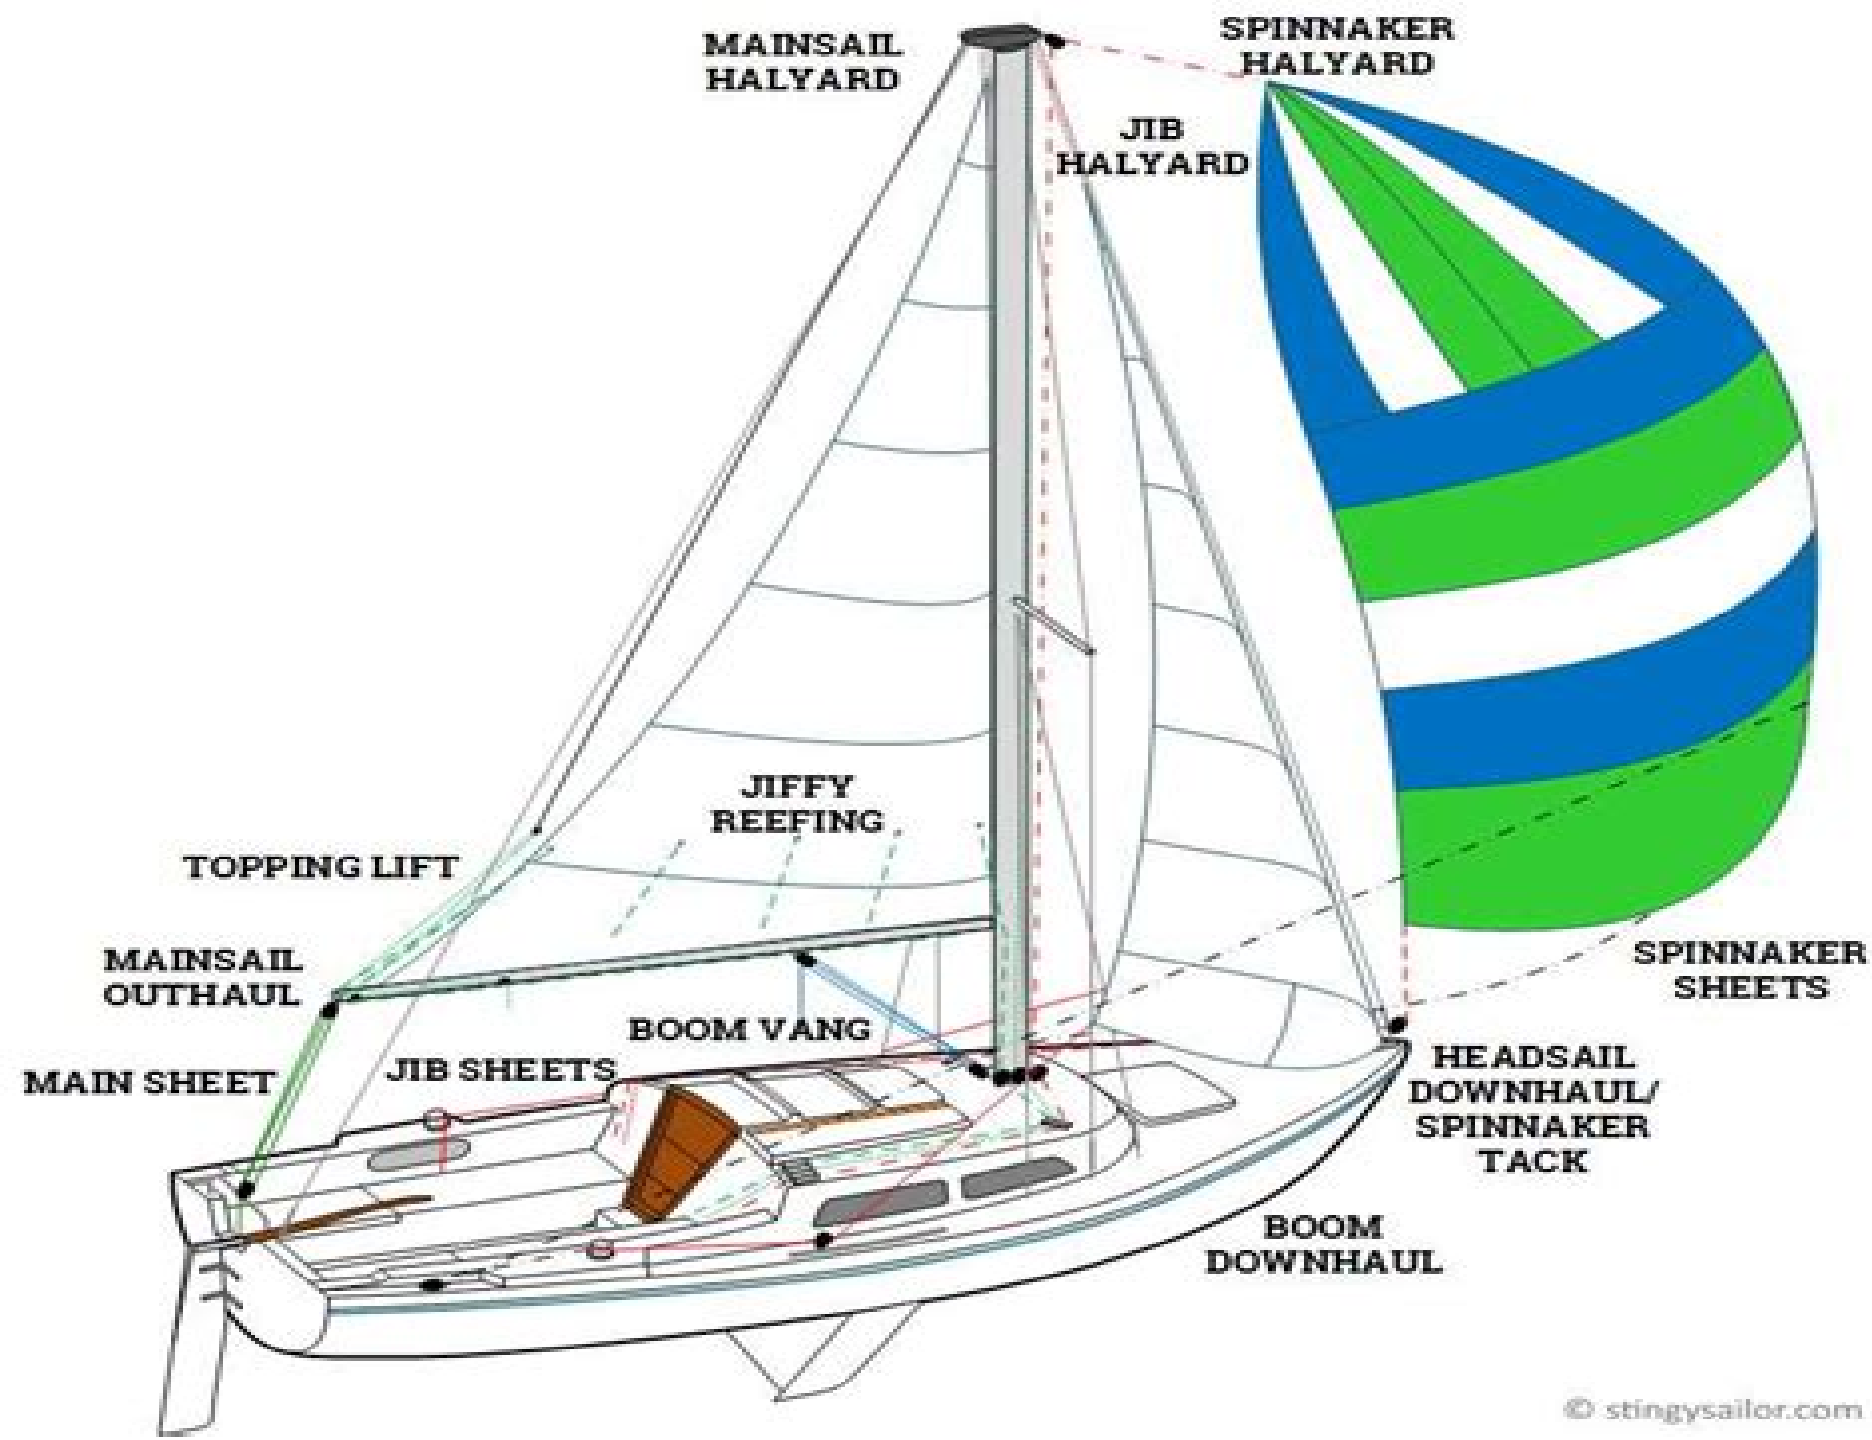 MAINSAIL
HALYARD
SPINNAKER
HALYARD
JIB
HALYARD
JIFFY
REEFING
TOPPING LIFT
MAINSAIL
OUTHAUL
SPINNAKER
SHEETS
BOOM VANG
JIB SHEETS
MAIN SHEET
HEADSAIL
DOWNHAUL/
SPINNAKER
TACK
BOOM
DOWNHAUL
© stingysailor.com